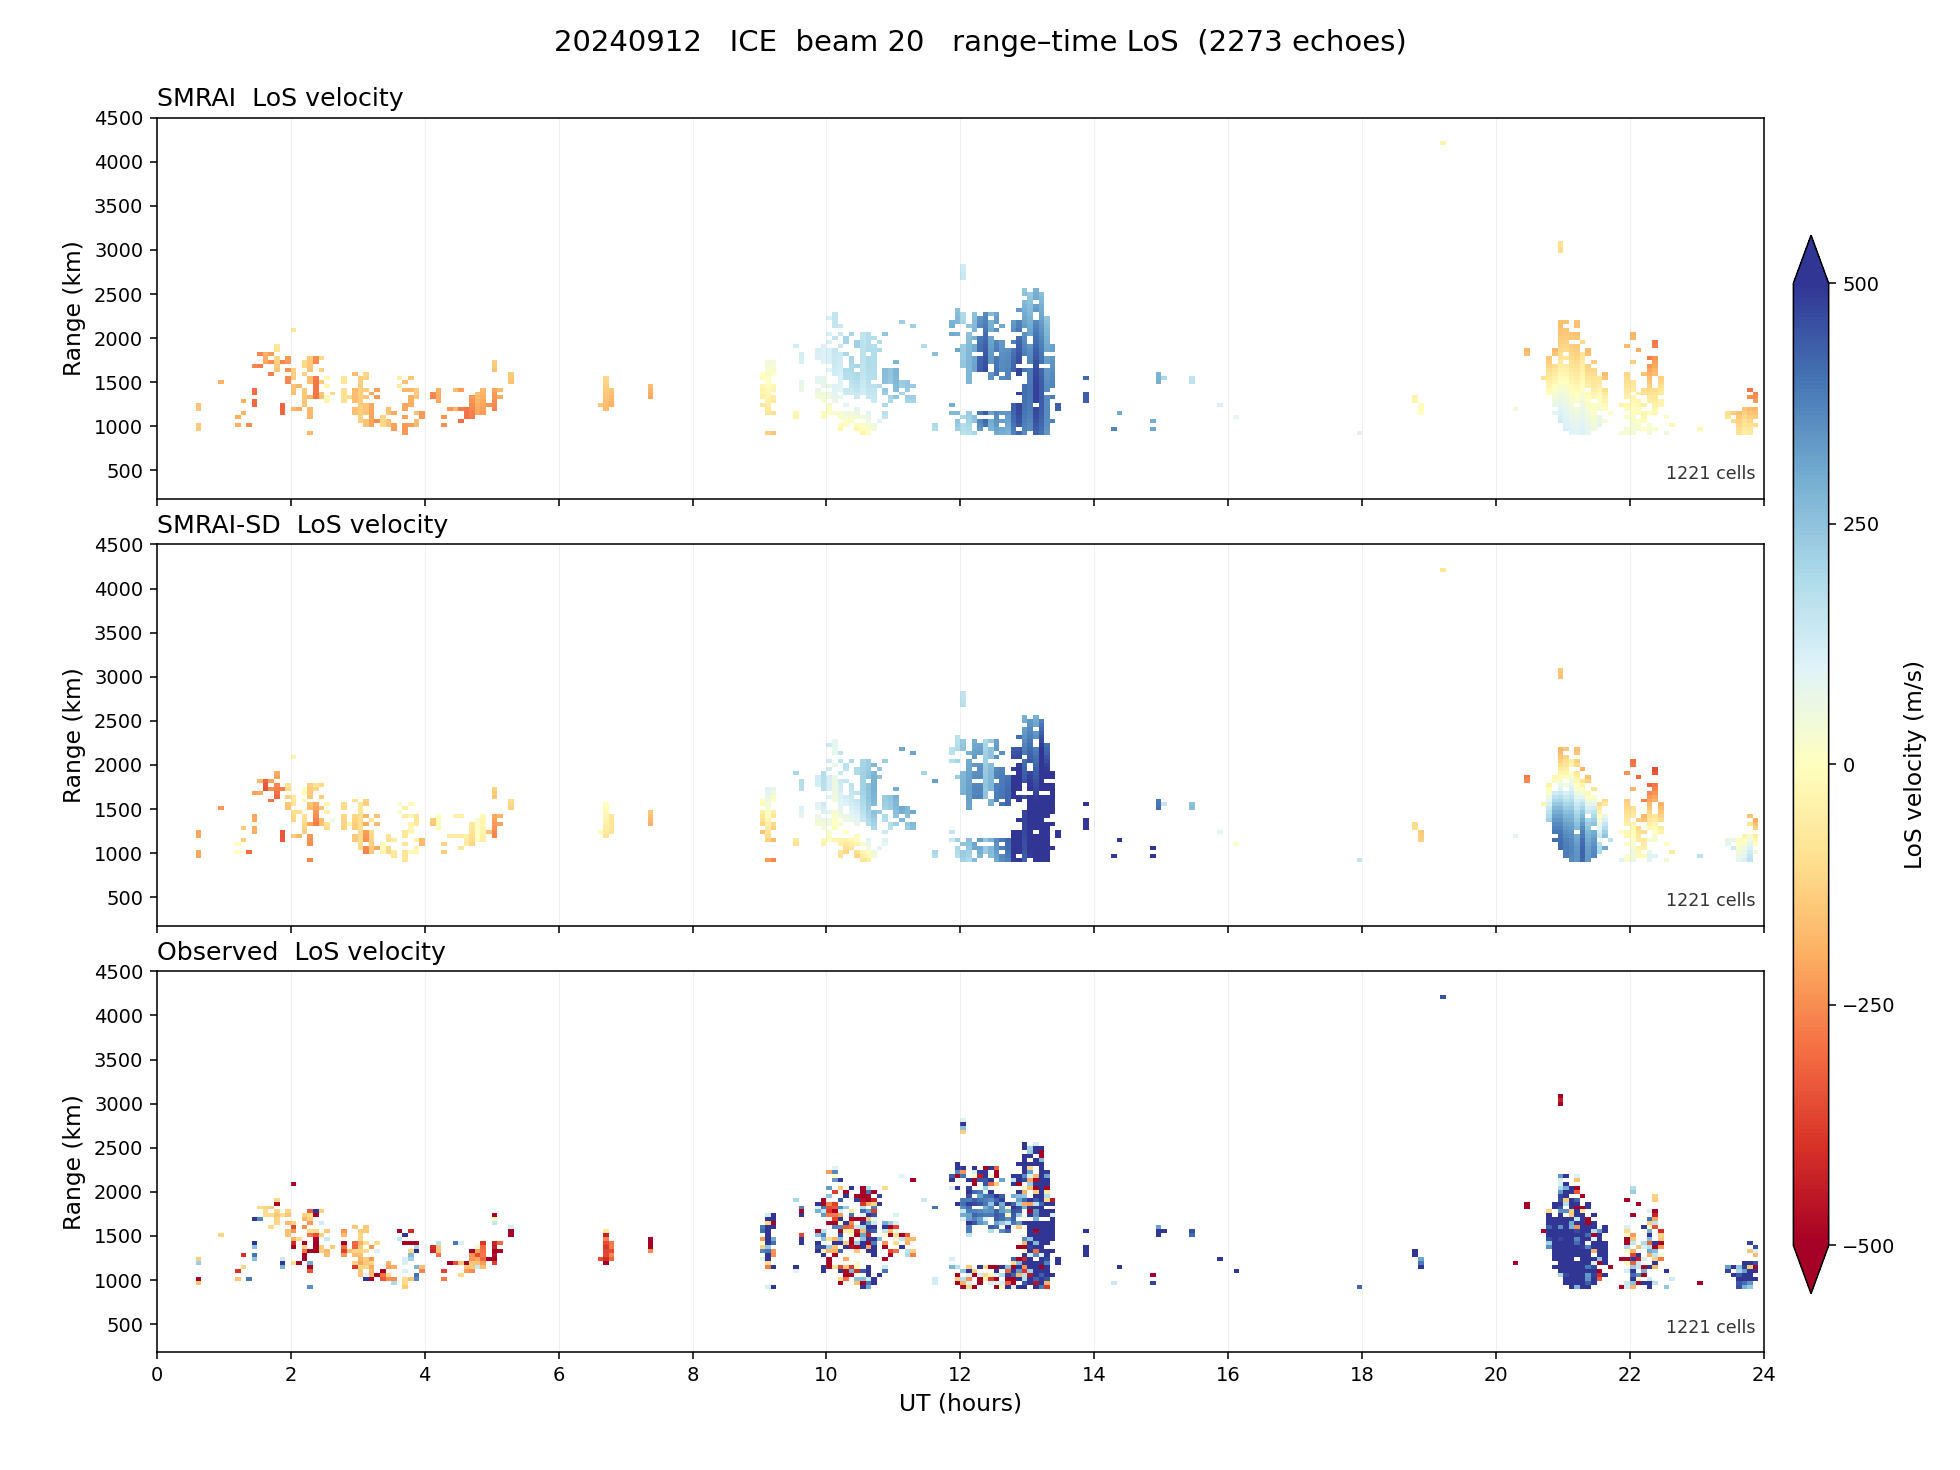 20240912   ICE  beam 20   range–time LoS  (2273 echoes)
SMRAI  LoS velocity
4500
4000
3500
3000
2500
2000
1500
1000
500
Range (km)
1221 cells
SMRAI-SD  LoS velocity
4500
4000
3500
3000
2500
2000
1500
1000
500
Range (km)
1221 cells
Observed  LoS velocity
4500
4000
3500
3000
2500
2000
1500
1000
500
Range (km)
1221 cells
0 2 4 6 8 10 12 14 16 18 20 22 24
UT (hours)
500
250
0
−250
−500
LoS velocity (m/s)